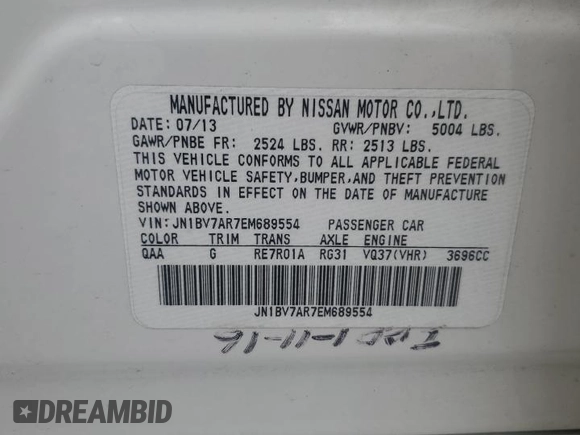 MANUFACTURED BY NISSAN MOTOR CO.,LTD.
DATE: 07/13 GVWR/PNBV: 5004 LBS.
GAWR/PNBE FR: 2524 LBS. RR: 2513 LBS.
THIS VEHICLE CONFORMS TO ALL APPLICABLE FEDERAL
MOTOR VEHICLE SAFETY,BUMPER,AND THEFT PREVENTION
STANDARDS IN EFFECT ON THE DATE OF MANUFACTURE
SHOWN ABOVE.
VIN:JN1BV7AR7EM689554 PASSENGER CAR
COLOR TRIM TRANS AXLE ENGINE
QAA G RE7R01A RG31 VQ37(VHR) 3696CC
JN1BV7AR7EM689554
1-11-16
DREAMBID